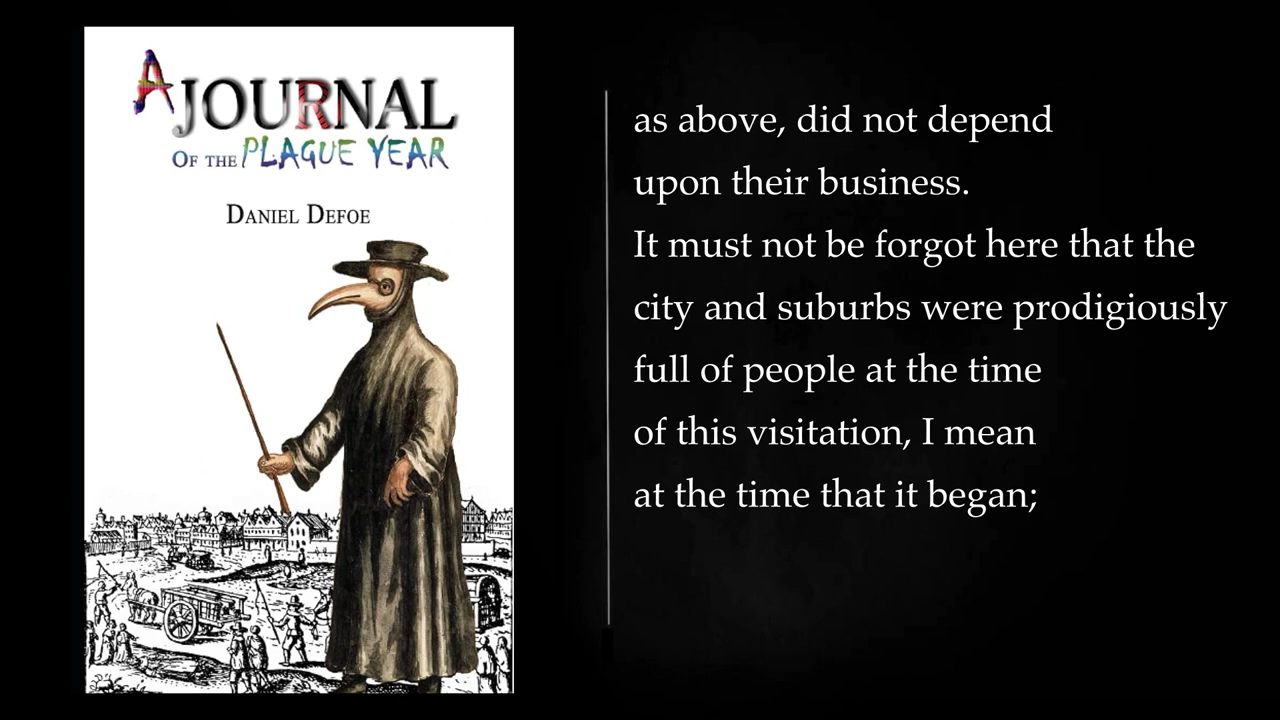 A JOURNAL
OF THE PLAGUE YEAR
DANIEL DEFOE
as above, did not depend
upon their business.
It must not be forgot here that the
city and suburbs were prodigiously
full of people at the time
of this visitation, I mean
at the time that it began;